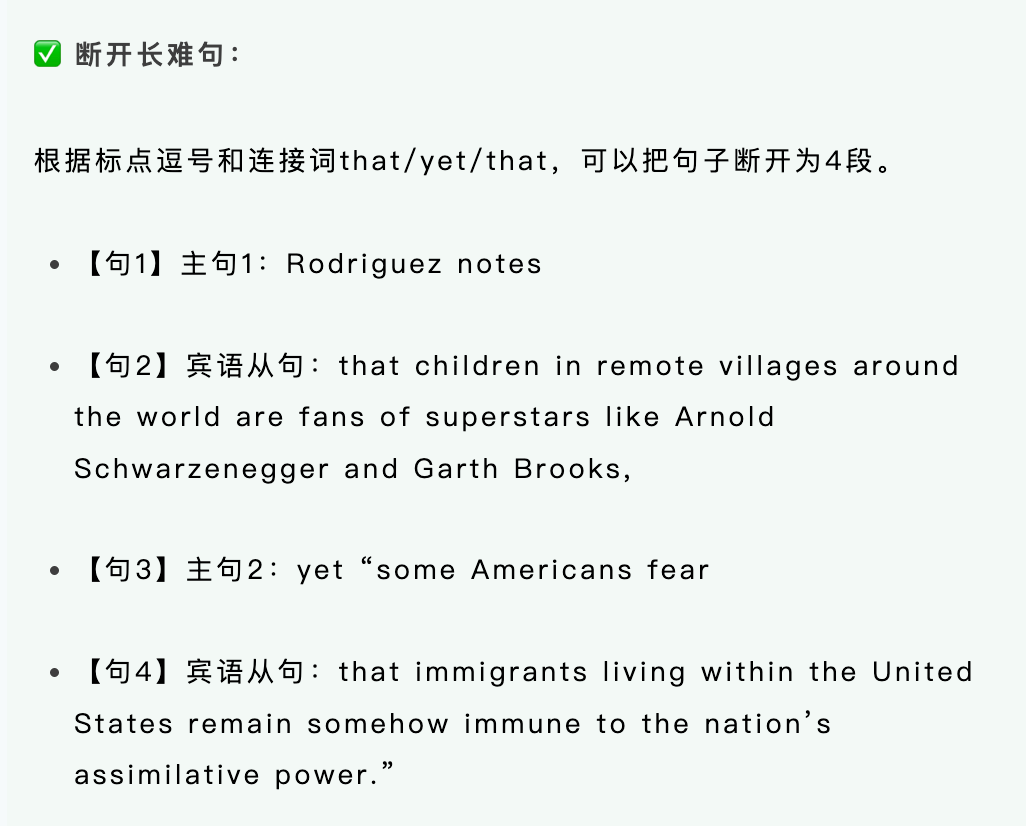 ✅ 断开长难句：
根据标点逗号和连接词that/yet/that，可以把句子断开为4段。
• 【句1】主句1：Rodriguez notes
• 【句2】宾语从句：that children in remote villages around
the world are fans of superstars like Arnold
Schwarzenegger and Garth Brooks,
• 【句3】主句2：yet “some Americans fear
• 【句4】宾语从句：that immigrants living within the United
States remain somehow immune to the nation’s
assimilative power.”